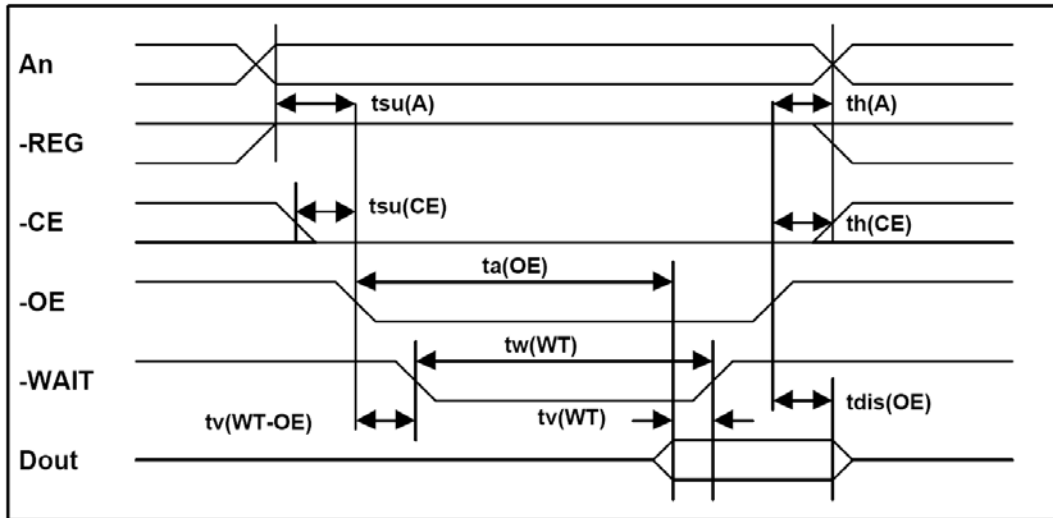 An
tsu(A)
th(A)
-REG
-CE
tsu(CE)
th(CE)
ta(OE)
-OE
tw(WT)
-WAIT
tv(WT-OE)
tv(WT)
tdis(OE)
Dout